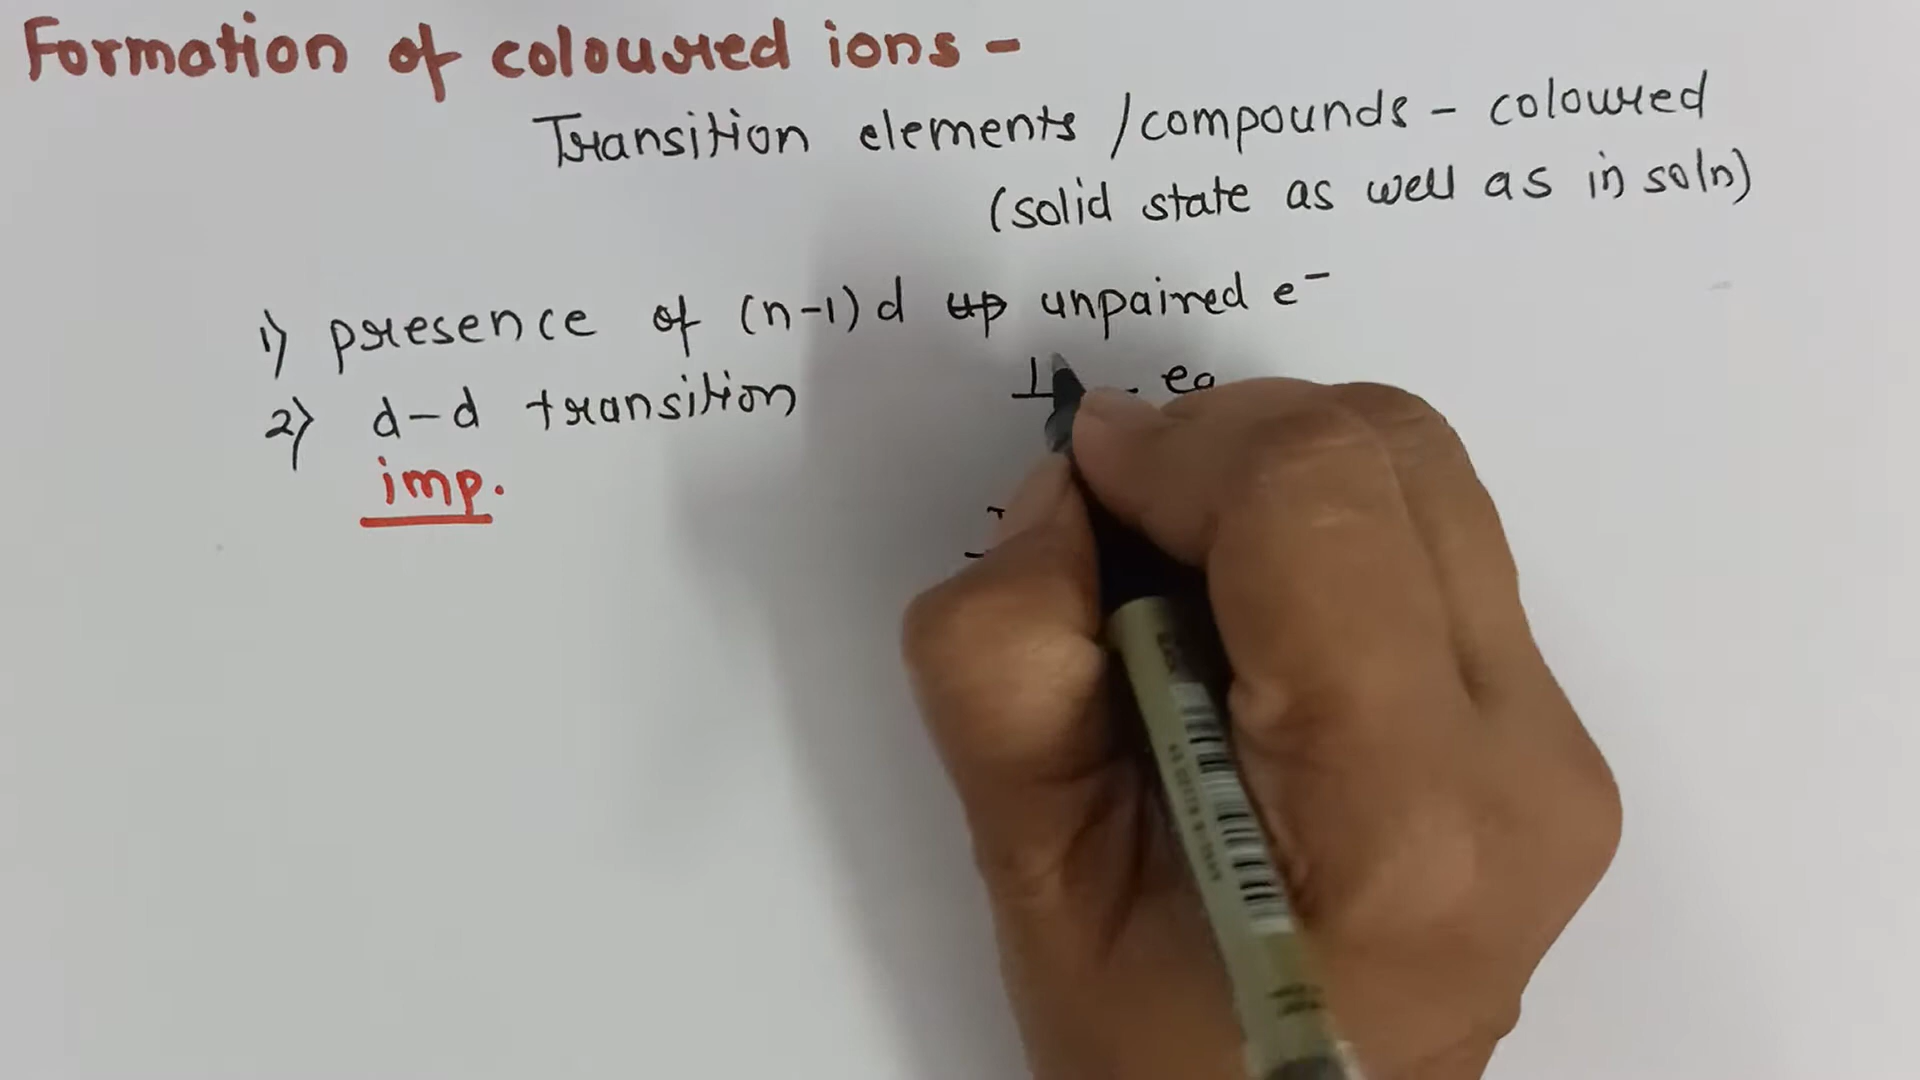 Formation of coloured ions -
Transition elements /compounds - coloured
(solid state as well as in soln)
1) presence of (n-1)d up unpaired e⁻
2) d-d transition
eg
imp.